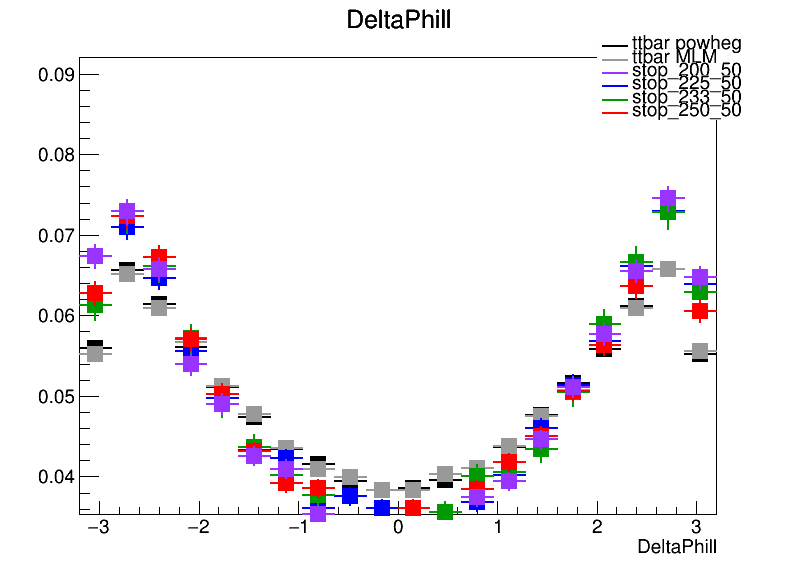 DeltaPhill
ttbar powheg
ttbar MLM
stop_200_50
stop_225_50
stop_233_50
stop_250_50
0.09
0.08
0.07
0.06
0.05
0.04
−3 −2 −1 0 1 2 3
DeltaPhill